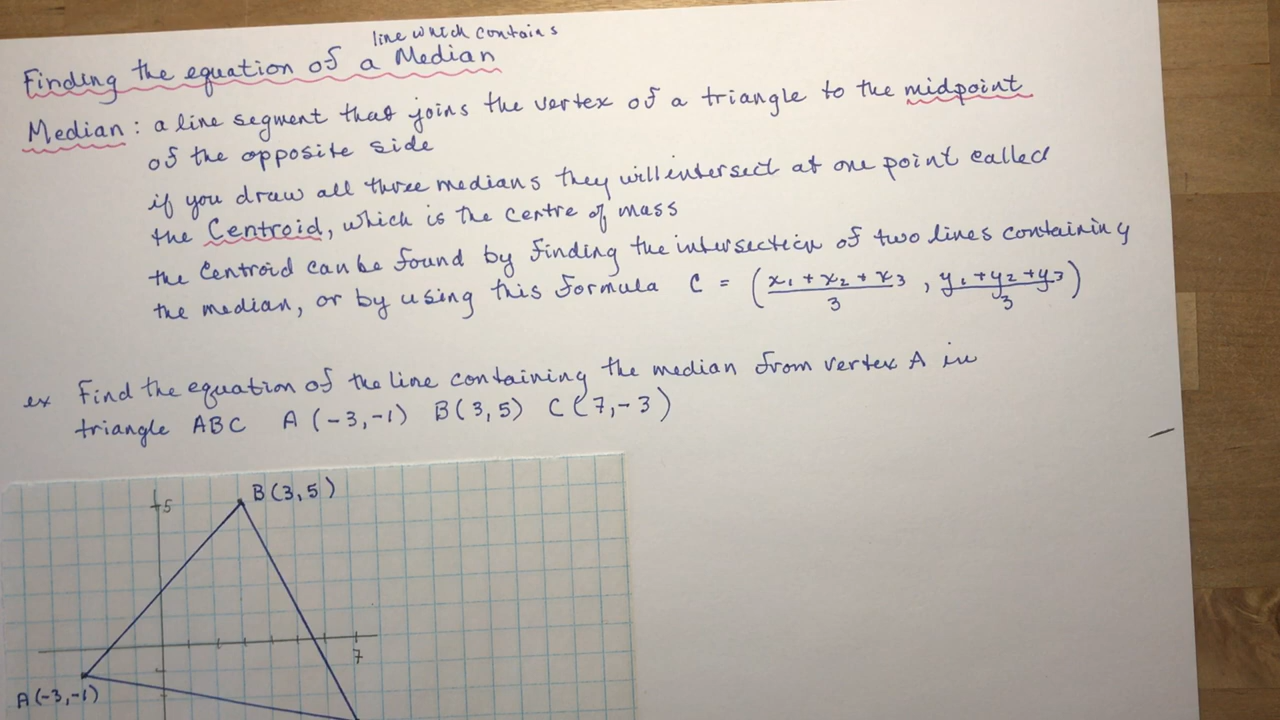 line which contains
Finding the equation of a Median
Median : a line segment that joins the vertex of a triangle to the midpoint
of the opposite side
if you draw all three medians they will intersect at one point called
the Centroid, which is the centre of mass
the Centroid can be found by finding the intersection of two lines containing
the median, or by using this formula C = (x₁ + x₂ + x₃ / 3 , y₁ + y₂ + y₃ / 3)
ex Find the equation of the line containing the median from vertex A in
triangle ABC A (-3,-1) B(3,5) C(7,-3)
5 B(3,5)
7
A(-3,-1)